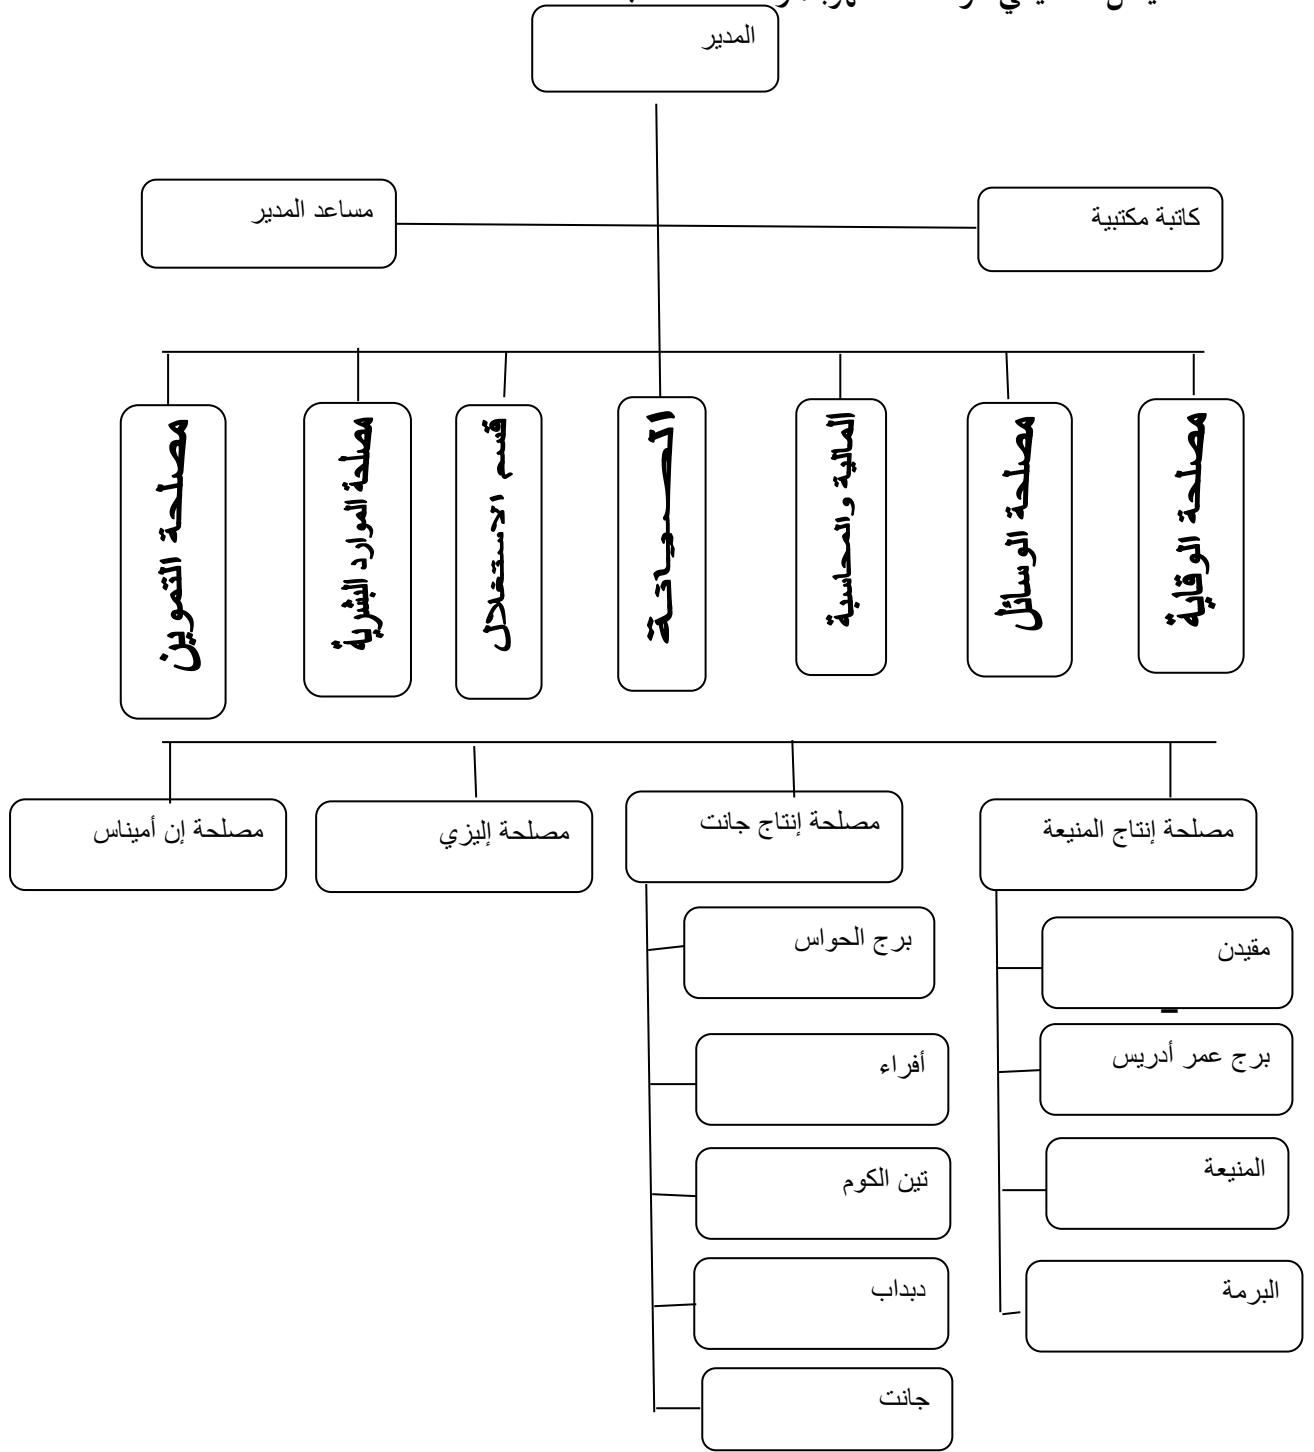 المدير
كاتبة مكتبية
مساعد المدير
مصلحة الوقاية
مصلحة الوسائل
المالية والمحاسبية
الصيانة
قسم الاستغلال
مصلحة الموارد البشرية
مصلحة التموين
مصلحة إنتاج المنيعة
مصلحة إنتاج جانت
مصلحة إليزي
مصلحة إن أميناس
مقيدن
برج عمر أدريس
المنيعة
البرمة
برج الحواس
أفراء
تين الكوم
دبداب
جانت